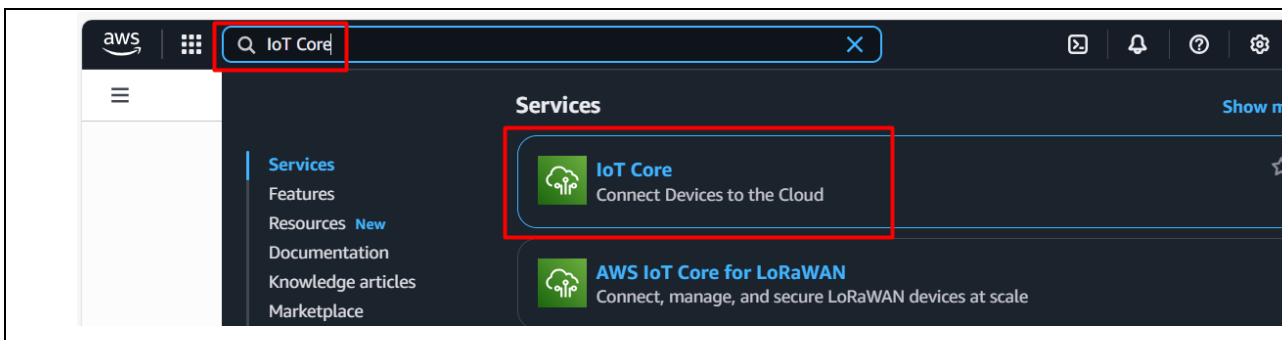 aws
IoT Core
Services
Show m
Services
Features
Resources New
Documentation
Knowledge articles
Marketplace
IoT Core
Connect Devices to the Cloud
AWS IoT Core for LoRaWAN
Connect, manage, and secure LoRaWAN devices at scale